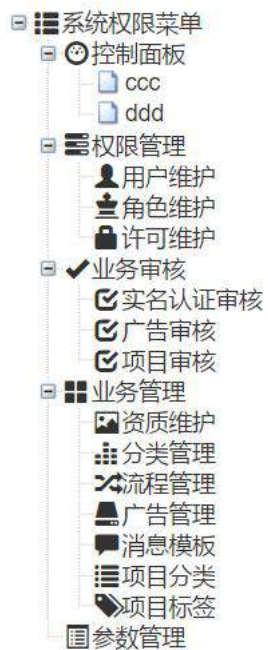 系统权限菜单
控制面板
ccc
ddd
权限管理
用户维护
角色维护
许可维护
业务审核
实名认证审核
广告审核
项目审核
业务管理
资质维护
分类管理
流程管理
广告管理
消息模板
项目分类
项目标签
参数管理